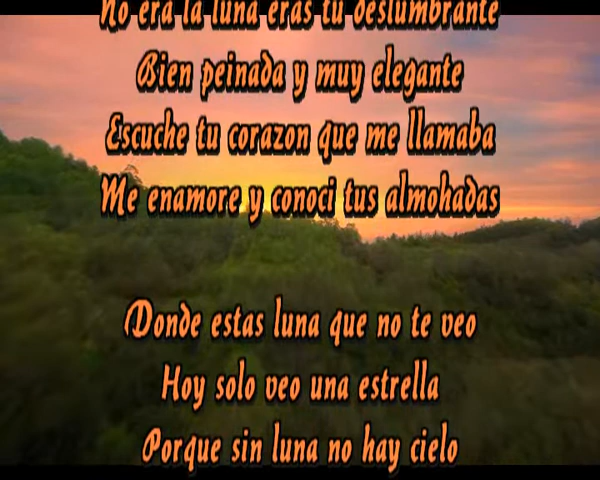 No era la luna eras tu deslumbrante
Bien peinada y muy elegante
Escuche tu corazon que me llamaba
Me enamore y conoci tus almohadas
Donde estas luna que no te veo
Hoy solo veo una estrella
Porque sin luna no hay cielo